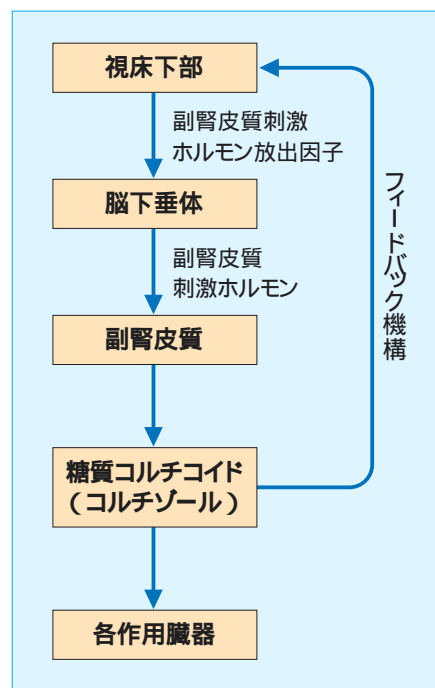 視床下部
副腎皮質刺激
ホルモン放出因子
脳下垂体
副腎皮質
刺激ホルモン
副腎皮質
糖質コルチコイド
(コルチゾール)
各作用臓器
フィードバック機構